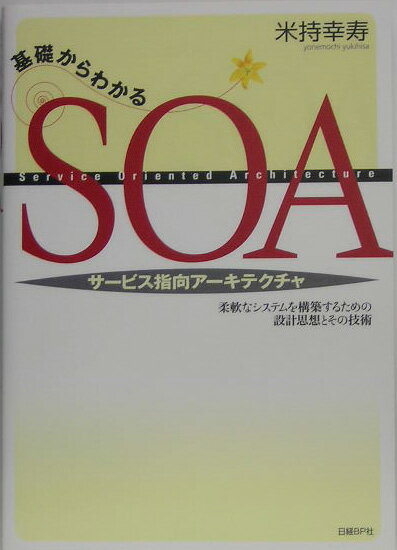 米持幸寿
yonemochi yukihisa
基礎からわかる
SOA
Service Oriented Architecture
サービス指向アーキテクチャ
柔軟なシステムを構築するための
設計思想とその技術
日経BP社